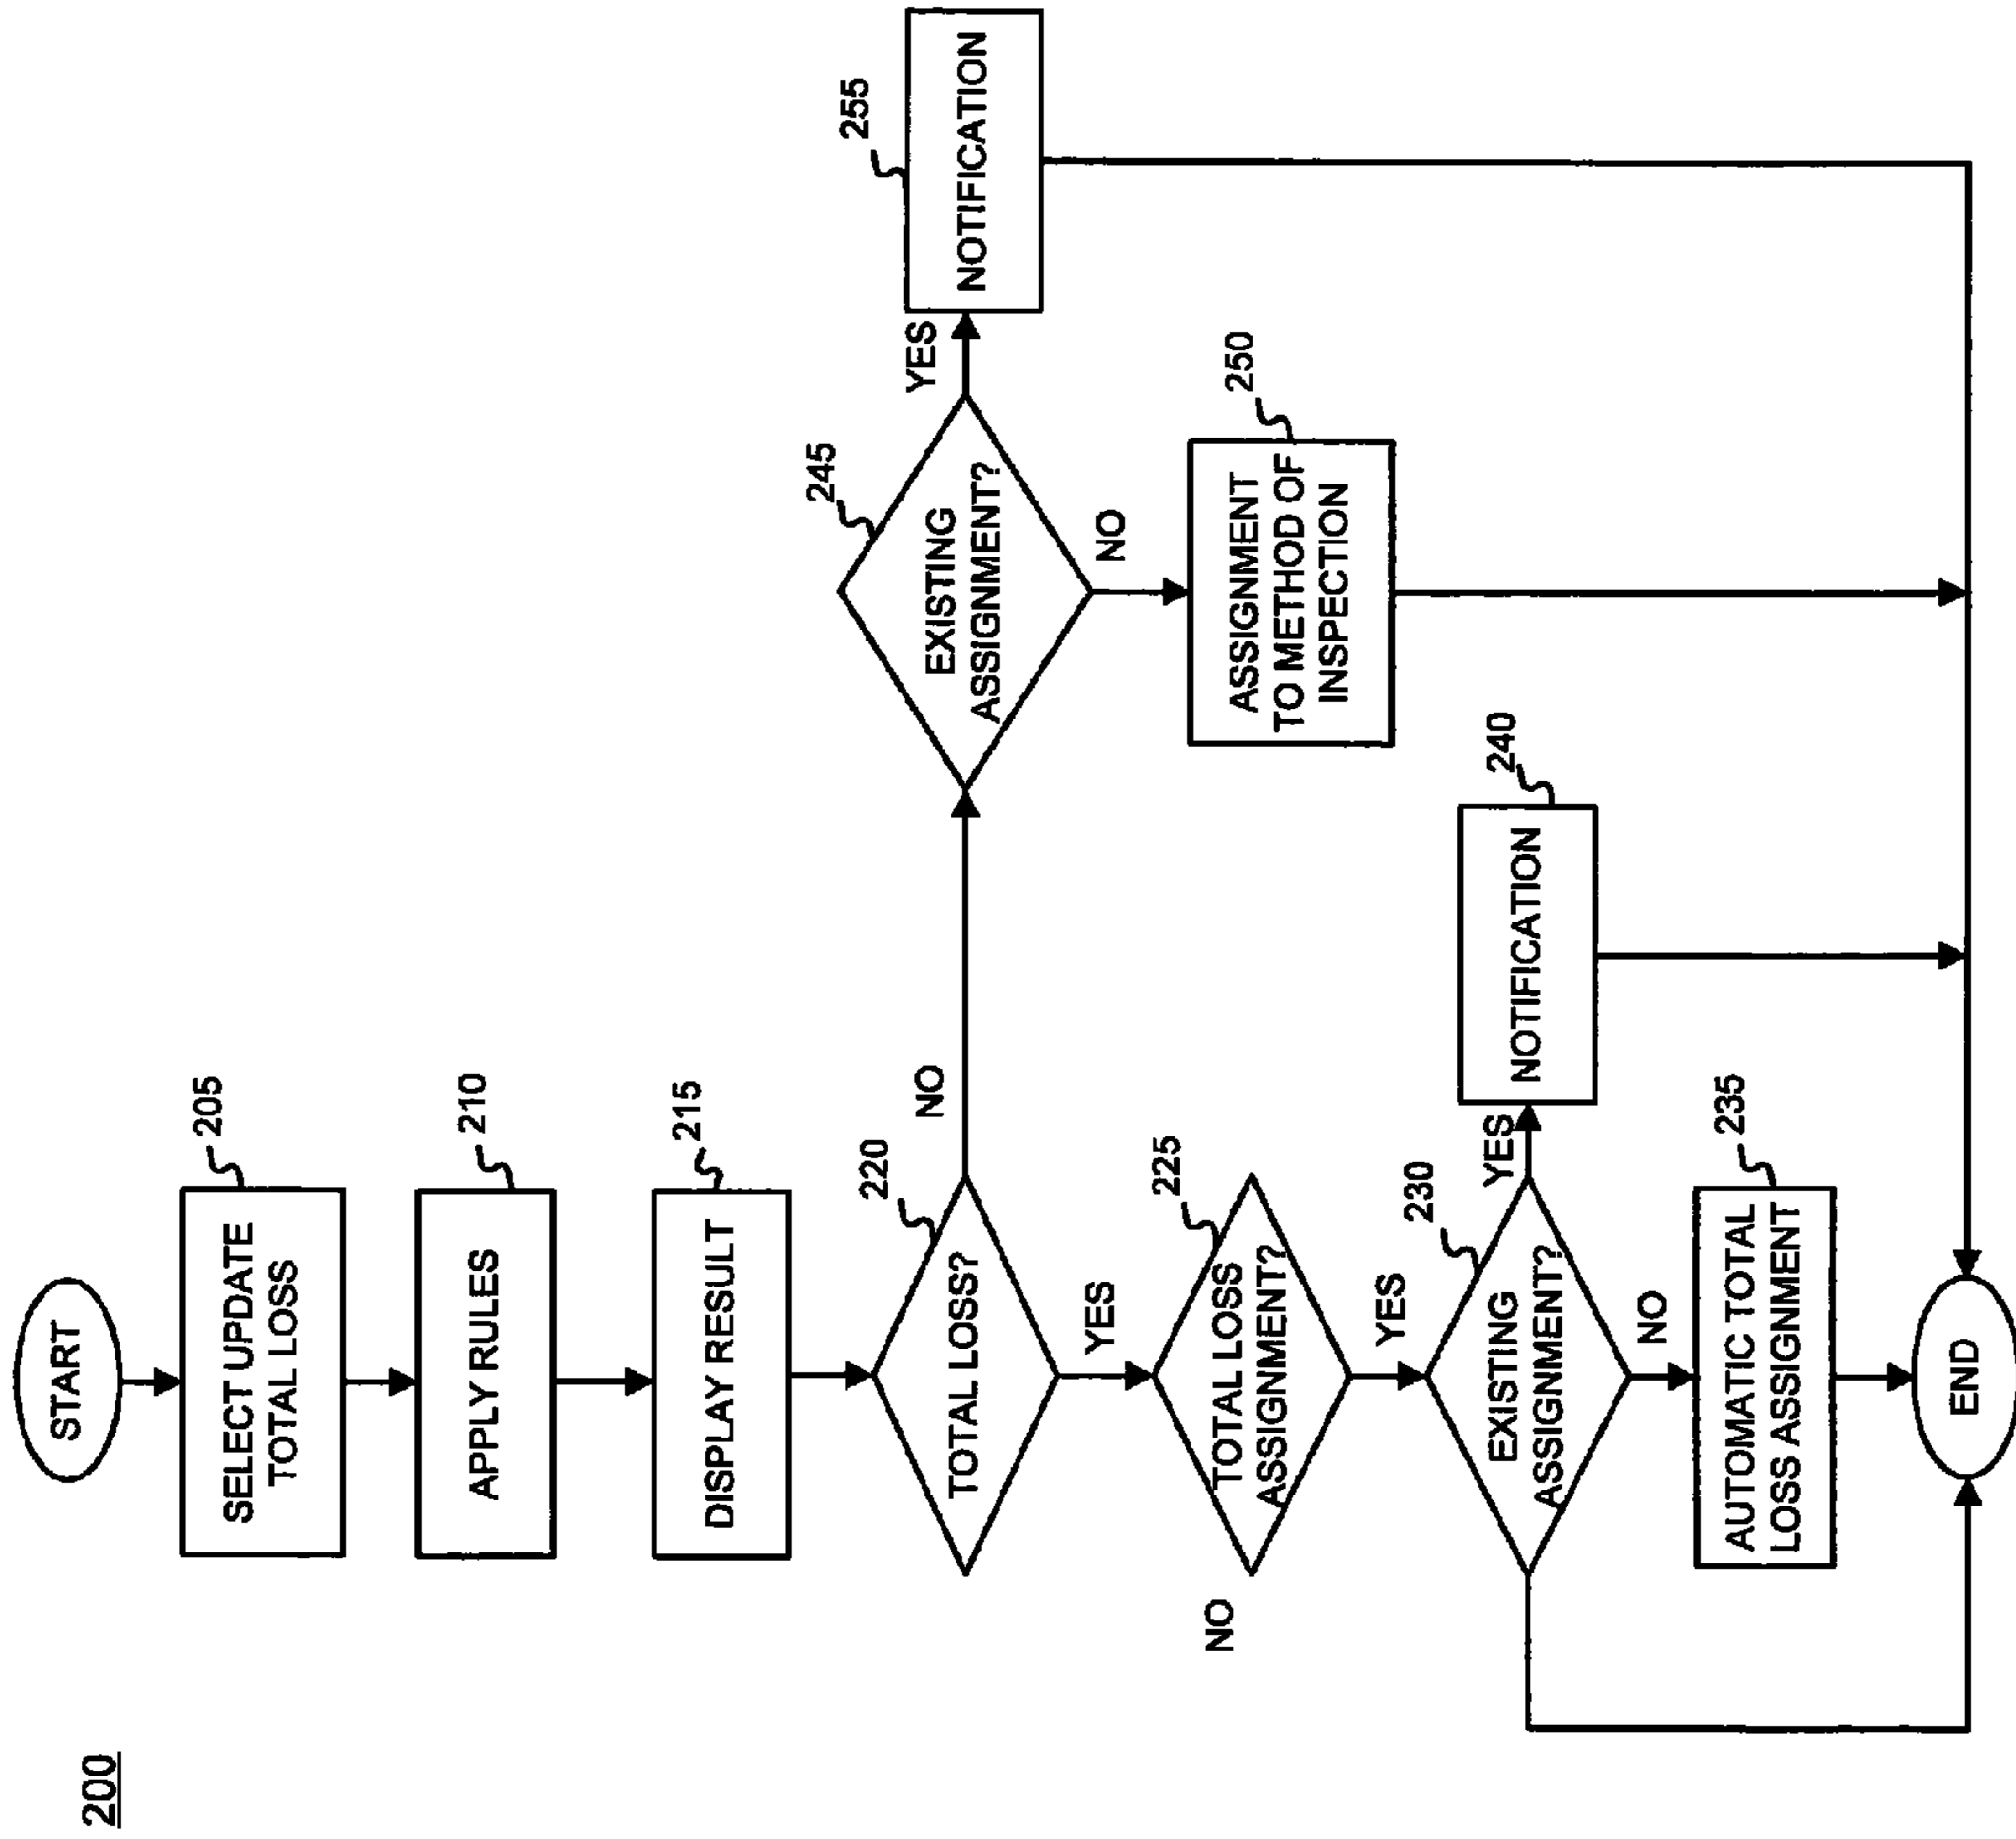 200
START
205
SELECT UPDATE
TOTAL LOSS
210
APPLY RULES
215
DISPLAY RESULT
220
TOTAL LOSS?
NO
YES
225
TOTAL LOSS
ASSIGNMENT?
NO
YES
230
EXISTING
ASSIGNMENT?
YES
240
NOTIFICATION
NO
235
AUTOMATIC TOTAL
LOSS ASSIGNMENT
245
EXISTING
ASSIGNMENT?
YES
255
NOTIFICATION
NO
250
ASSIGNMENT
TO METHOD OF
INSPECTION
END